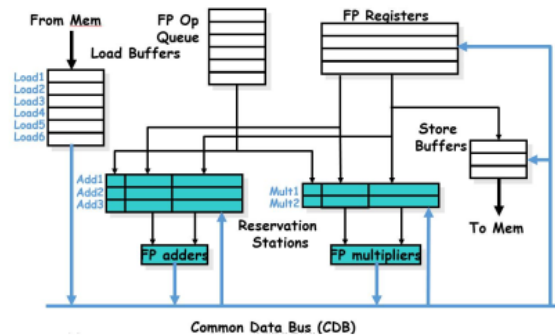 From Mem
FP Op
Queue
FP Registers
Load Buffers
Load1
Load2
Load3
Load4
Load5
Load6
Store
Buffers
Add1
Add2
Add3
Mult1
Mult2
Reservation
Stations
To Mem
FP adders
FP multipliers
Common Data Bus (CDB)